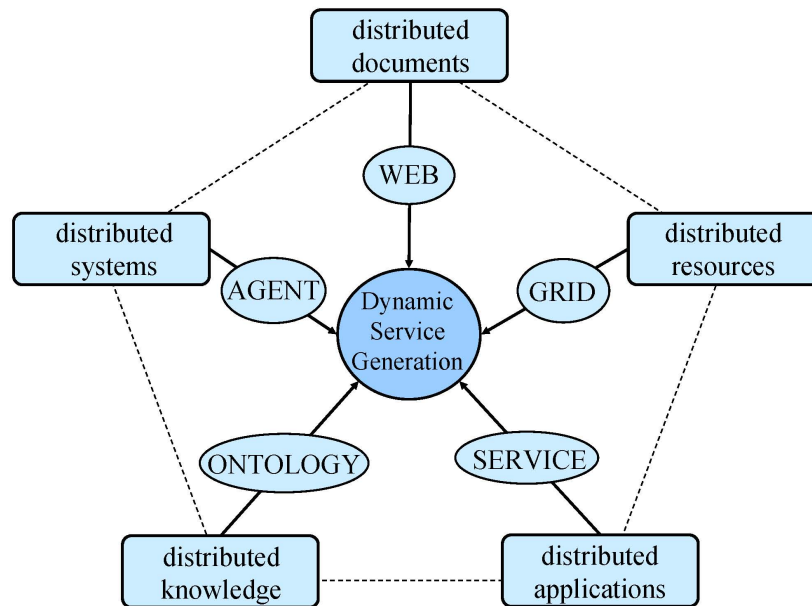 distributed
documents
WEB
distributed
systems
distributed
resources
AGENT
GRID
Dynamic
Service
Generation
ONTOLOGY
SERVICE
distributed
knowledge
distributed
applications